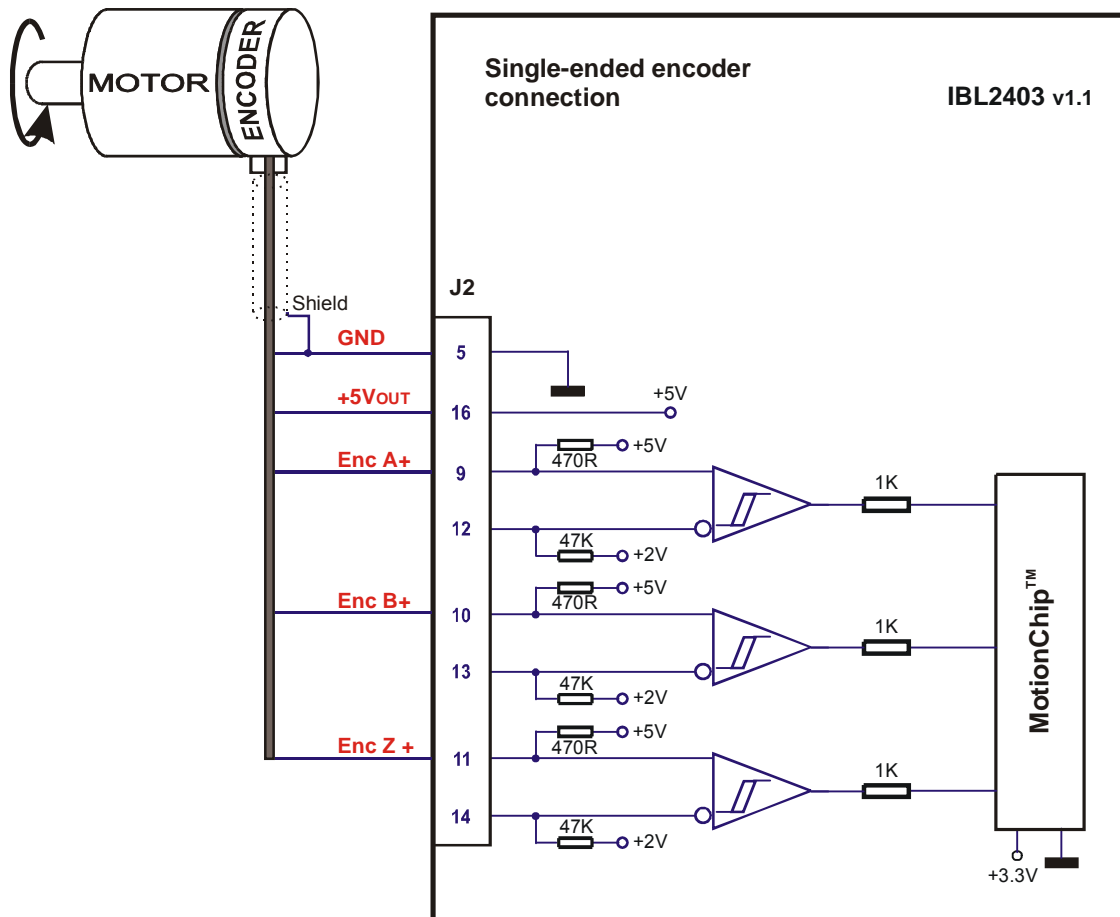 MOTOR
ENCODER
Single-ended encoder
connection
IBL2403 v1.1
J2
Shield
GND
5
+5VOUT
16
+5V
+5V
470R
Enc A+
9
1K
12
47K
+2V
+5V
470R
Enc B+
10
1K
13
47K
+2V
+5V
470R
Enc Z +
11
1K
14
47K
+2V
MotionChip™
+3.3V